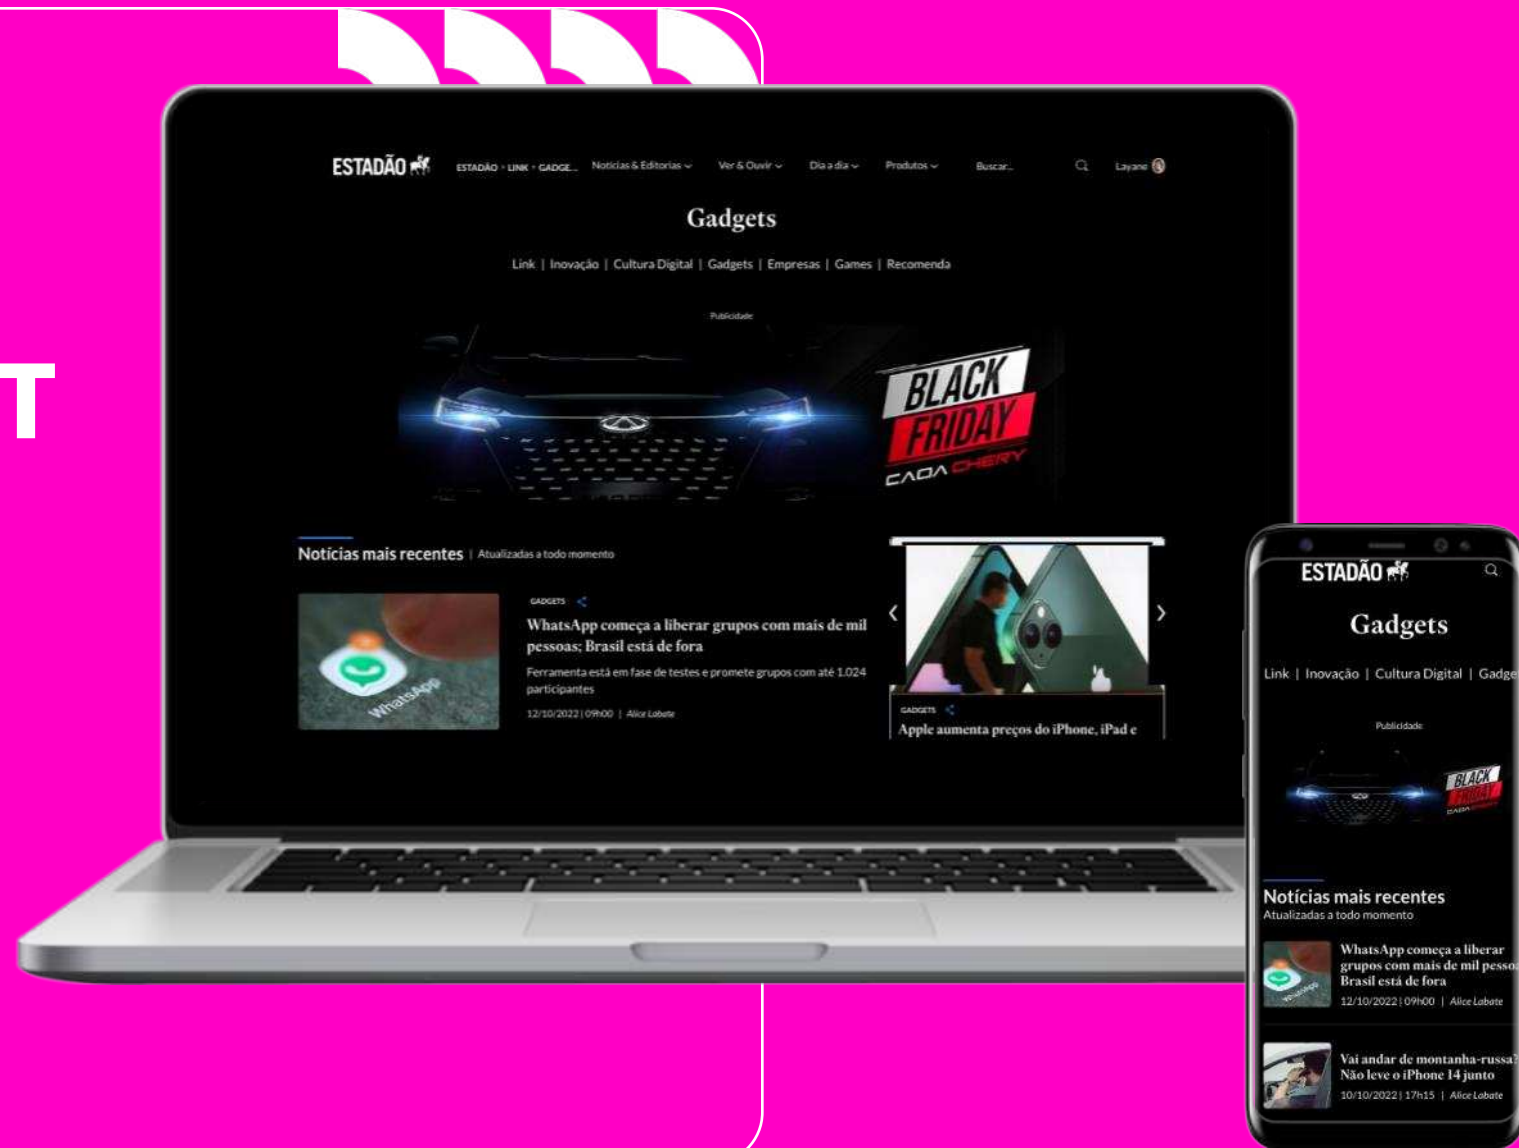 T
ESTADÃO
ESTADÃO > LINK > GADGE...
Notícias & Editorias
Ver & Ouvir
Dia a dia
Produtos
Buscar...
Layane
Gadgets
Link | Inovação | Cultura Digital | Gadgets | Empresas | Games | Recomenda
Publicidade
BLACK
FRIDAY
CAOA CHERY
Notícias mais recentes | Atualizadas a todo momento
GADGETS
WhatsApp começa a liberar grupos com mais de mil
pessoas; Brasil está de fora
Ferramenta está em fase de testes e promete grupos com até 1.024
participantes
12/10/2022 | 09h00 | Alice Labate
WhatsApp
GADGETS
Apple aumenta preços do iPhone, iPad e
ESTADÃO
Gadgets
Link | Inovação | Cultura Digital | Gadge
Publicidade
BLACK
FRIDAY
CAOA
Notícias mais recentes
Atualizadas a todo momento
WhatsApp começa a liberar
grupos com mais de mil pesso
Brasil está de fora
12/10/2022 | 09h00 | Alice Labate
WhatsApp
Vai andar de montanha-russa?
Não leve o iPhone 14 junto
10/10/2022 | 17h15 | Alice Labate